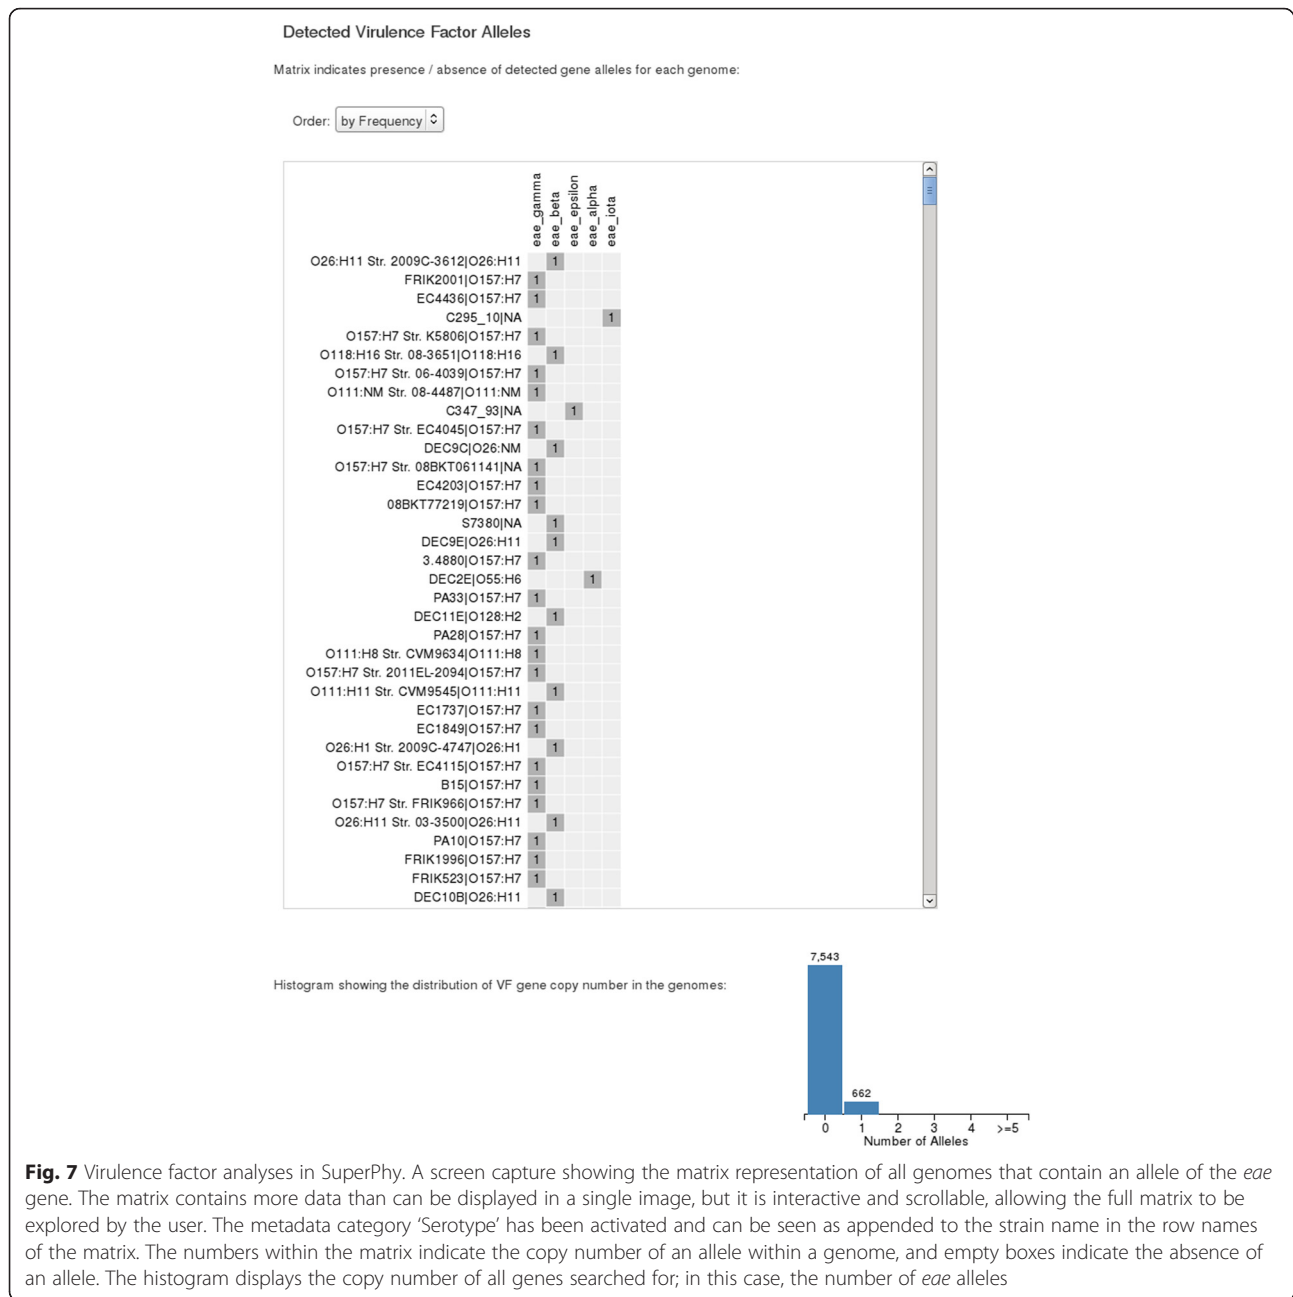 Detected Virulence Factor Alleles
Matrix indicates presence / absence of detected gene alleles for each genome:
Order: by Frequency
eae_gamma
eae_beta
eae_epsilon
eae_alpha
eae_iota
O26:H11 Str. 2009C-3612|O26:H11 1
FRIK2001|O157:H7 1
EC4436|O157:H7 1
C295_10|NA 1
O157:H7 Str. K5806|O157:H7 1
O118:H16 Str. 08-3651|O118:H16 1
O157:H7 Str. 06-4039|O157:H7 1
O111:NM Str. 08-4487|O111:NM 1
C347_93|NA 1
O157:H7 Str. EC4045|O157:H7 1
DEC9C|O26:NM 1
O157:H7 Str. 08BKT061141|NA 1
EC4203|O157:H7 1
08BKT77219|O157:H7 1
S7380|NA 1
DEC9E|O26:H11 1
3.4880|O157:H7 1
DEC2E|O55:H6 1
PA33|O157:H7 1
DEC11E|O128:H2 1
PA28|O157:H7 1
O111:H8 Str. CVM9634|O111:H8 1
O157:H7 Str. 2011EL-2094|O157:H7 1
O111:H11 Str. CVM9545|O111:H11 1
EC1737|O157:H7 1
EC1849|O157:H7 1
O26:H1 Str. 2009C-4747|O26:H1 1
O157:H7 Str. EC4115|O157:H7 1
B15|O157:H7 1
O157:H7 Str. FRIK966|O157:H7 1
O26:H11 Str. 03-3500|O26:H11 1
PA10|O157:H7 1
FRIK1996|O157:H7 1
FRIK523|O157:H7 1
DEC10B|O26:H11 1
Histogram showing the distribution of VF gene copy number in the genomes:
7,543
662
0 1 2 3 4 >=5
Number of Alleles
Fig. 7 Virulence factor analyses in SuperPhy. A screen capture showing the matrix representation of all genomes that contain an allele of the eae
gene. The matrix contains more data than can be displayed in a single image, but it is interactive and scrollable, allowing the full matrix to be
explored by the user. The metadata category ‘Serotype’ has been activated and can be seen as appended to the strain name in the row names
of the matrix. The numbers within the matrix indicate the copy number of an allele within a genome, and empty boxes indicate the absence of
an allele. The histogram displays the copy number of all genes searched for; in this case, the number of eae alleles